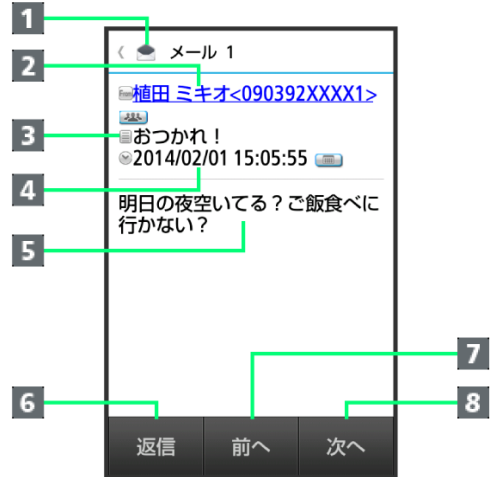 1
メール 1
2
植田 ミキオ<090392XXXX1>
3
おつかれ！
2014/02/01 15:05:55
4
明日の夜空いてる？ご飯食べに
行かない？
5
7
6
8
返信
前へ
次へ